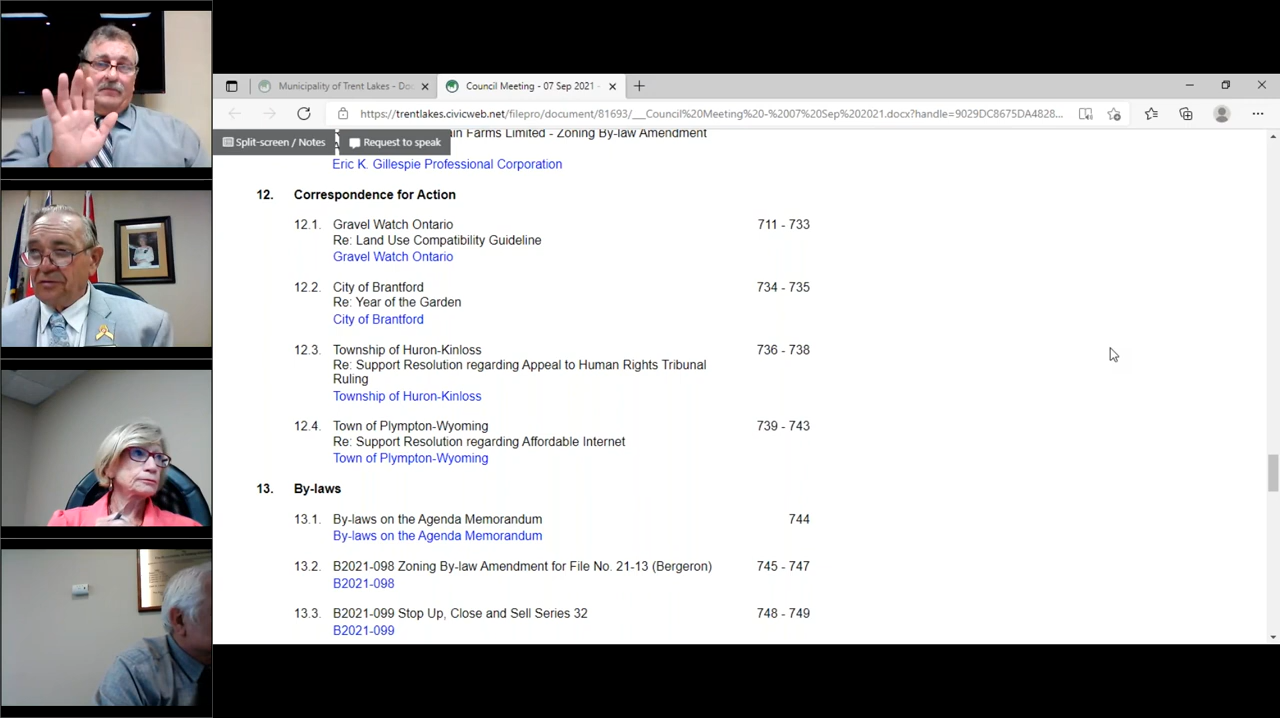 Municipality of Trent Lakes - Doc
Council Meeting - 07 Sep 2021
https://trentlakes.civicweb.net/filepro/document/81693/__Council%20Meeting%20-%2007%20Sep%202021.docx?handle=9029DC8675DA4828...
ain Farms Limited - Zoning By-law Amendment
Split-screen / Notes
Request to speak
Eric K. Gillespie Professional Corporation
12. Correspondence for Action
12.1. Gravel Watch Ontario 711 - 733
Re: Land Use Compatibility Guideline
Gravel Watch Ontario
12.2. City of Brantford 734 - 735
Re: Year of the Garden
City of Brantford
12.3. Township of Huron-Kinloss 736 - 738
Re: Support Resolution regarding Appeal to Human Rights Tribunal
Ruling
Township of Huron-Kinloss
12.4. Town of Plympton-Wyoming 739 - 743
Re: Support Resolution regarding Affordable Internet
Town of Plympton-Wyoming
13. By-laws
13.1. By-laws on the Agenda Memorandum 744
By-laws on the Agenda Memorandum
13.2. B2021-098 Zoning By-law Amendment for File No. 21-13 (Bergeron) 745 - 747
B2021-098
13.3. B2021-099 Stop Up, Close and Sell Series 32 748 - 749
B2021-099